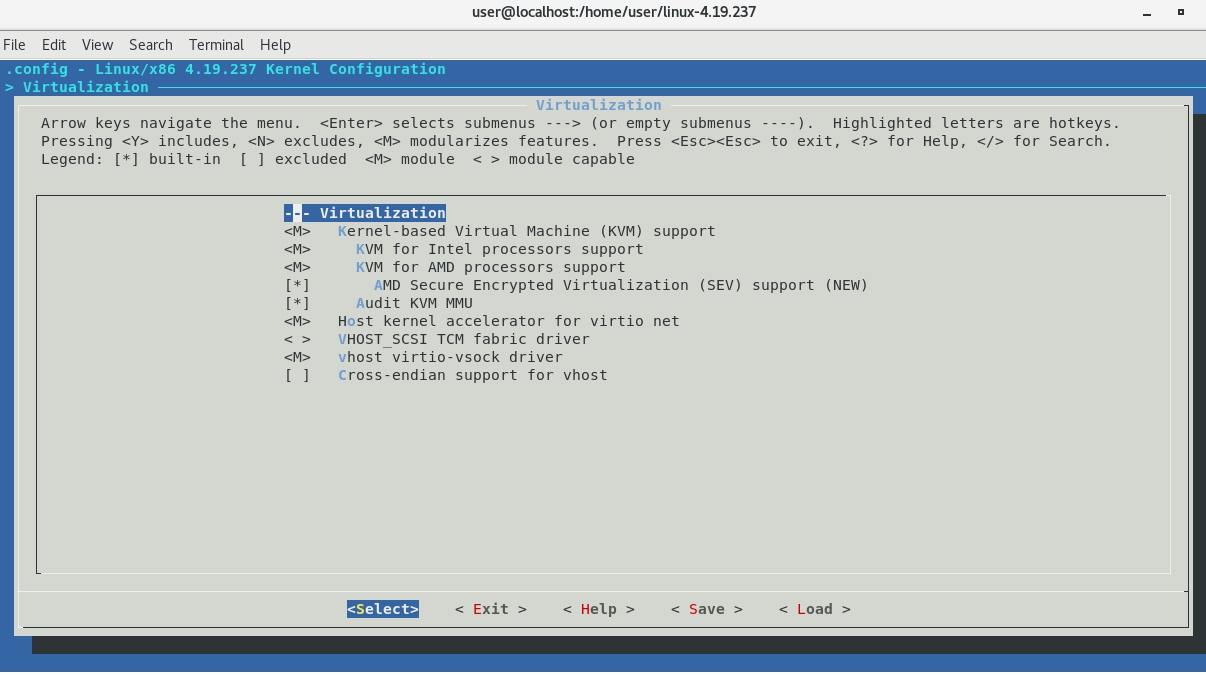 user@localhost:/home/user/linux-4.19.237
File Edit View Search Terminal Help
.config - Linux/x86 4.19.237 Kernel Configuration
> Virtualization
Virtualization
Arrow keys navigate the menu.  <Enter> selects submenus ---> (or empty submenus ----).  Highlighted letters are hotkeys.
Pressing <Y> includes, <N> excludes, <M> modularizes features.  Press <Esc><Esc> to exit, <?> for Help, </> for Search.
Legend: [*] built-in  [ ] excluded  <M> module  < > module capable
--- Virtualization
<M>   Kernel-based Virtual Machine (KVM) support
<M>     KVM for Intel processors support
<M>     KVM for AMD processors support
[*]       AMD Secure Encrypted Virtualization (SEV) support (NEW)
[*]     Audit KVM MMU
<M>   Host kernel accelerator for virtio net
< >   VHOST_SCSI TCM fabric driver
<M>   vhost virtio-vsock driver
[ ]   Cross-endian support for vhost
<Select>    < Exit >    < Help >    < Save >    < Load >